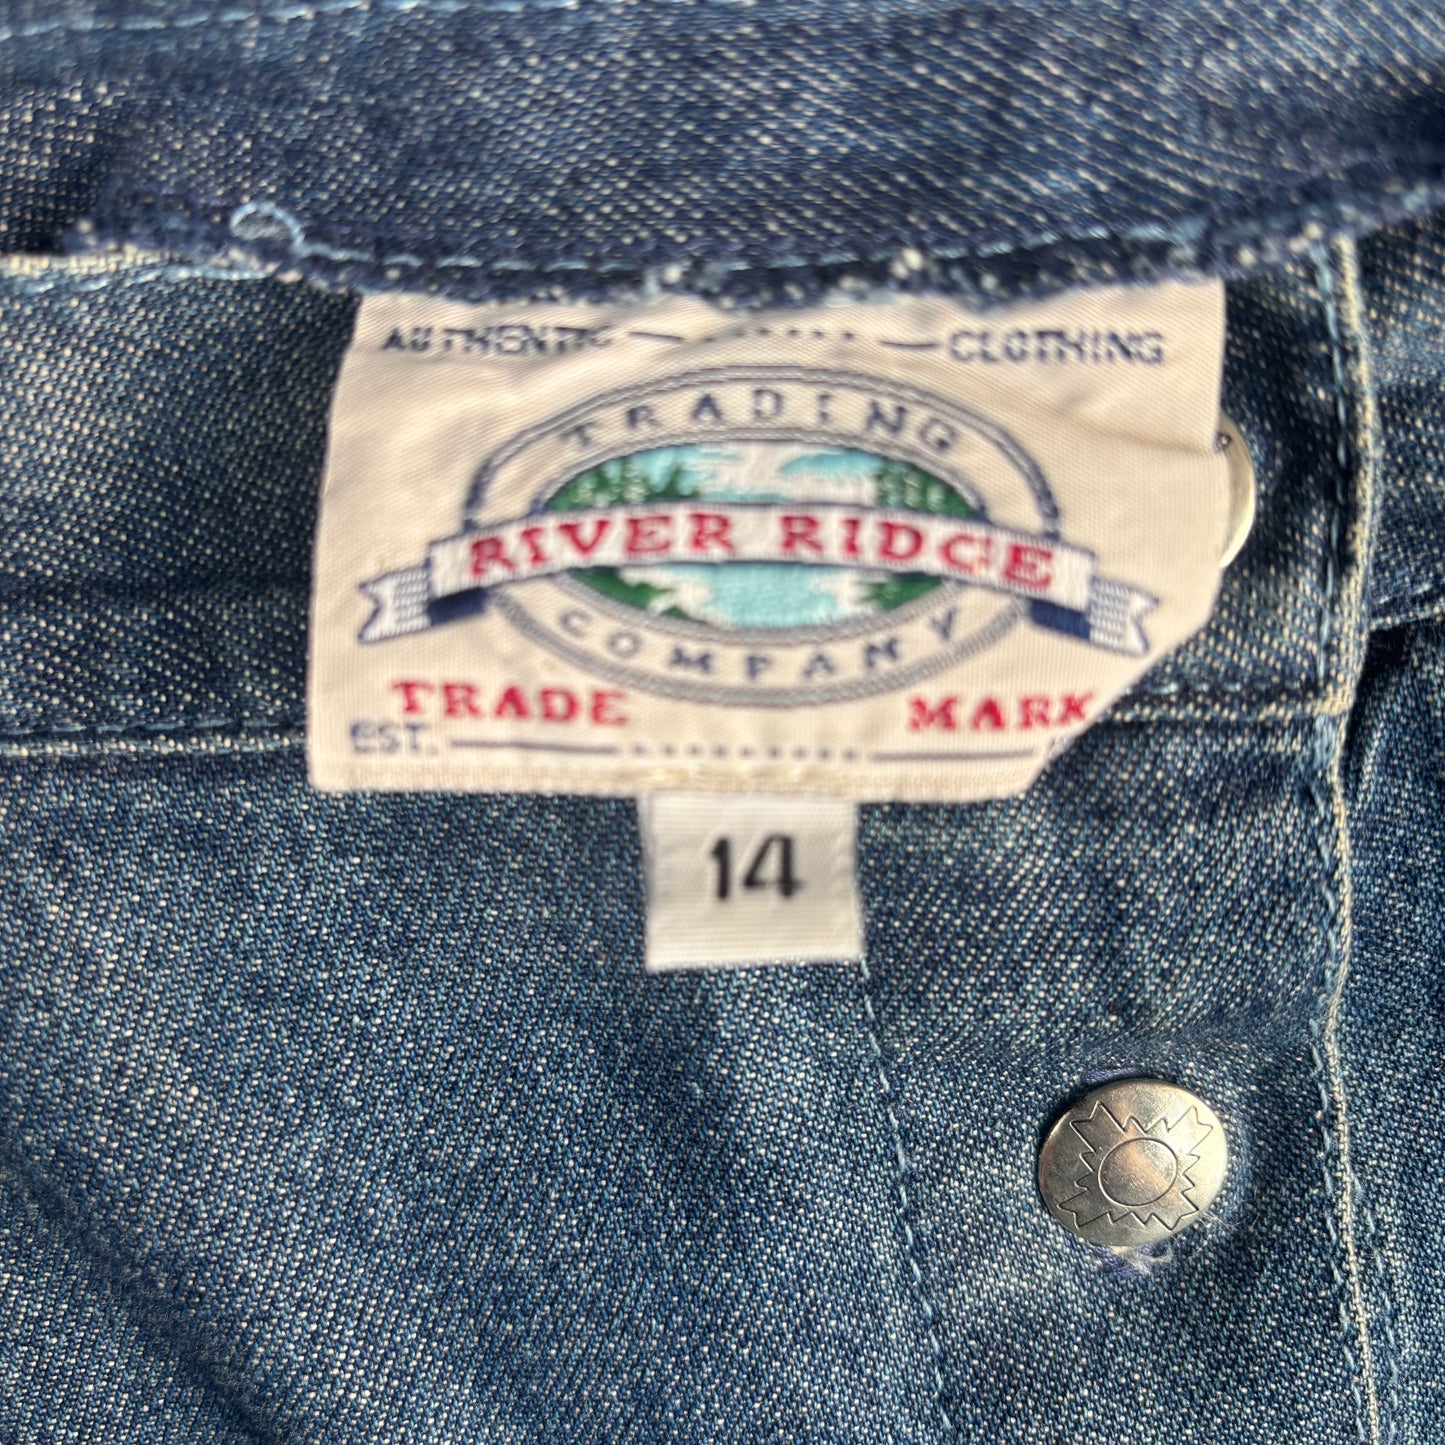 AUTHENTIC CLOTHING
TRADING
RIVER RIDGE
COMPANY
TRADE MARK
EST.
14